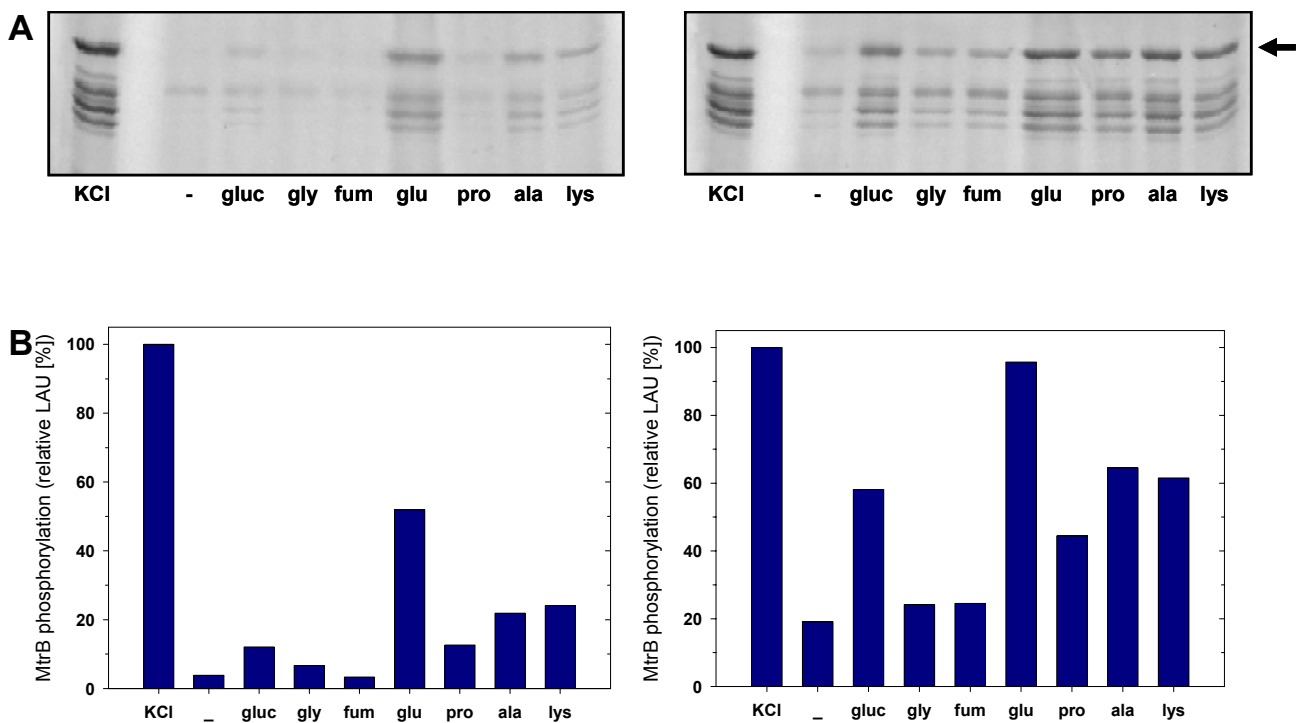 A
KCl - gluc gly fum glu pro ala lys
KCl - gluc gly fum glu pro ala lys
B
MtrB phosphorylation (relative LAU [%])
100
80
60
40
20
0
KCl _ gluc gly fum glu pro ala lys
MtrB phosphorylation (relative LAU [%])
100
80
60
40
20
0
KCl _ gluc gly fum glu pro ala lys